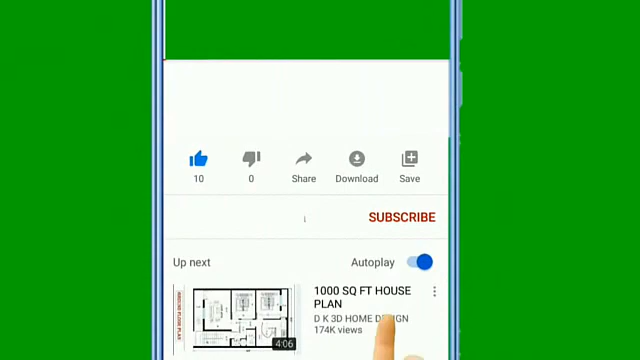 10
0
Share
Download
Save
SUBSCRIBE
Up next
Autoplay
1000 SQ FT HOUSE
PLAN
D K 3D HOME DESIGN
174K views
4:06